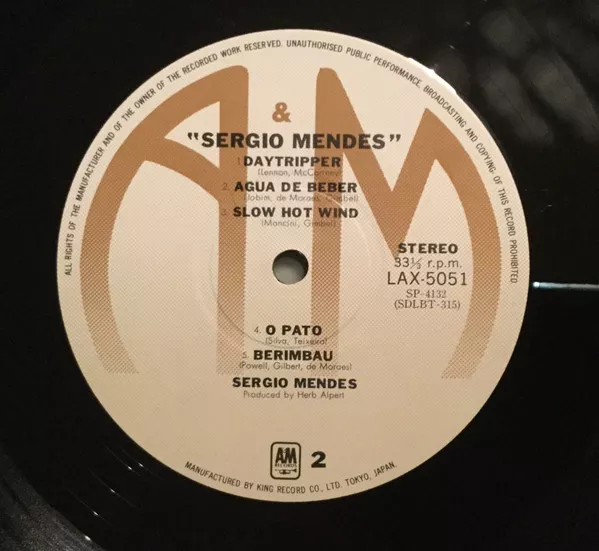 ALL RIGHTS OF THE MANUFACTURER AND OF THE OWNER OF THE RECORDED WORK RESERVED. UNAUTHORISED PUBLIC PERFORMANCE, BROADCASTING AND COPYING OF THIS RECORD PROHIBITED.
A & M
"SERGIO MENDES"
1. DAYTRIPPER
(Lennon, McCartney)
2. AGUA DE BEBER
(Jobim, de Moraes, Gimbell)
3. SLOW HOT WIND
(Mancini, Gimbel)
STEREO
33⅓ r.p.m.
LAX-5051
SP-4132
(SDLBT-315)
4. O PATO
(Silva, Teixeira)
5. BERIMBAU
(Powell, Gilbert, de Moraes)
SERGIO MENDES
Produced by Herb Alpert
AM
RECORDS
2
MANUFACTURED BY KING RECORD CO., LTD. TOKYO, JAPAN.